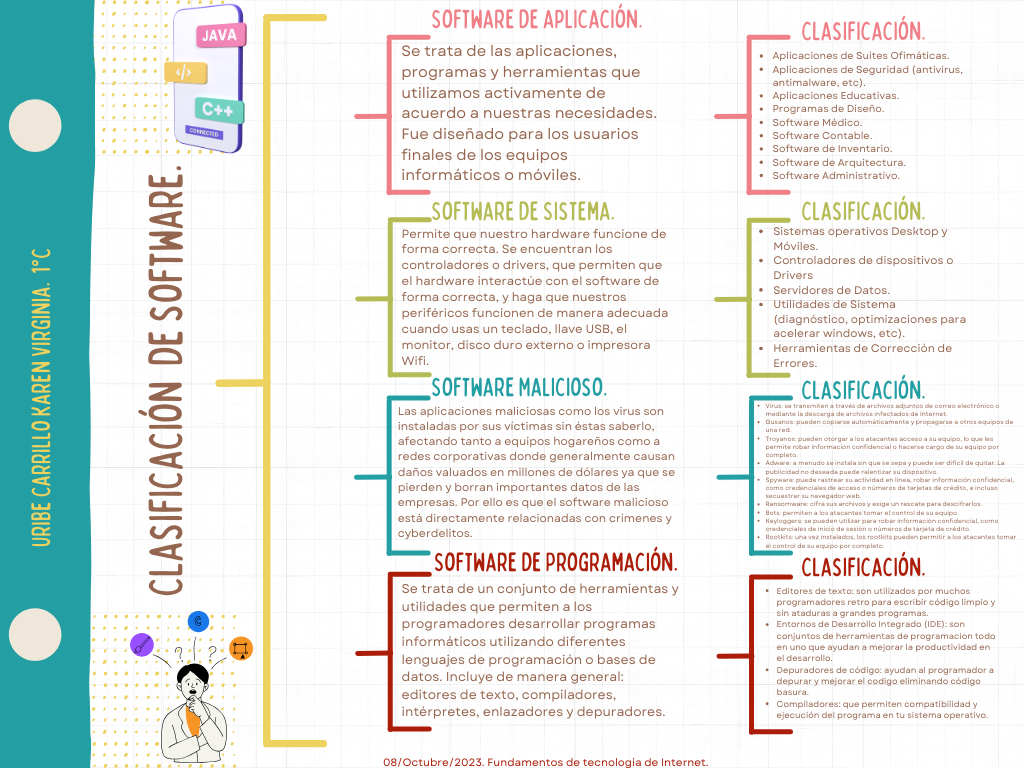 URIBE CARRILLO KAREN VIRGINIA. 1°C
JAVA
</>
C++
CONNECTED
CLASIFICACIÓN DE SOFTWARE.
C
SOFTWARE DE APLICACIÓN.
Se trata de las aplicaciones,
programas y herramientas que
utilizamos activamente de
acuerdo a nuestras necesidades.
Fue diseñado para los usuarios
finales de los equipos
informáticos o móviles.
CLASIFICACIÓN.
• Aplicaciones de Suites Ofimáticas.
• Aplicaciones de Seguridad (antivirus,
antimalware, etc).
• Aplicaciones Educativas.
• Programas de Diseño.
• Software Médico.
• Software Contable.
• Software de Inventario.
• Software de Arquitectura.
• Software Administrativo.
SOFTWARE DE SISTEMA.
Permite que nuestro hardware funcione de
forma correcta. Se encuentran los
controladores o drivers, que permiten que
el hardware interactúe con el software de
forma correcta, y haga que nuestros
periféricos funcionen de manera adecuada
cuando usas un teclado, llave USB, el
monitor, disco duro externo o impresora
Wifi.
CLASIFICACIÓN.
• Sistemas operativos Desktop y
Móviles.
• Controladores de dispositivos o
Drivers
• Servidores de Datos.
• Utilidades de Sistema
(diagnóstico, optimizaciones para
acelerar windows, etc).
• Herramientas de Corrección de
Errores.
SOFTWARE MALICIOSO.
Las aplicaciones maliciosas como los virus son
instaladas por sus víctimas sin éstas saberlo,
afectando tanto a equipos hogareños como a
redes corporativas donde generalmente causan
daños valuados en millones de dólares ya que se
pierden y borran importantes datos de las
empresas. Por ello es que el software malicioso
está directamente relacionadas con crímenes y
cyberdelitos.
CLASIFICACIÓN.
• Virus: se transmiten a través de archivos adjuntos de correo electrónico o
mediante la descarga de archivos infectados de Internet.
• Gusanos: pueden copiarse automáticamente y propagarse a otros equipos de
una red.
• Troyanos: pueden otorgar a los atacantes acceso a su equipo, lo que les
permite robar información confidencial o hacerse cargo de su equipo por
completo.
• Adware: a menudo se instala sin que se sepa y puede ser difícil de quitar. La
publicidad no deseada puede ralentizar su dispositivo.
• Spyware: puede rastrear su actividad en línea, robar información confidencial,
como credenciales de acceso o números de tarjetas de crédito, e incluso
secuestrar su navegador web.
• Ransomware: cifra sus archivos y exige un rescate para descifrarlos.
• Bots: permiten a los atacantes tomar el control de su equipo.
• Keyloggers: se pueden utilizar para robar información confidencial, como
credenciales de inicio de sesión o números de tarjeta de crédito.
• Rootkits: una vez instalados, los rootkits pueden permitir a los atacantes tomar
el control de su equipo por completo.
SOFTWARE DE PROGRAMACIÓN.
Se trata de un conjunto de herramientas y
utilidades que permiten a los
programadores desarrollar programas
informáticos utilizando diferentes
lenguajes de programación o bases de
datos. Incluye de manera general:
editores de texto, compiladores,
intérpretes, enlazadores y depuradores.
CLASIFICACIÓN.
• Editores de texto: son utilizados por muchos
programadores retro para escribir código limpio y
sin ataduras a grandes programas.
• Entornos de Desarrollo Integrado (IDE): son
conjuntos de herramientas de programacion todo
en uno que ayudan a mejorar la productividad en
el desarrollo.
• Depuradores de código: ayudan al programador a
depurar y mejorar el codigo eliminando código
basura.
• Compiladores: que permiten compatibilidad y
ejecución del programa en tu sistema operativo.
08/Octubre/2023. Fundamentos de tecnologia de Internet.